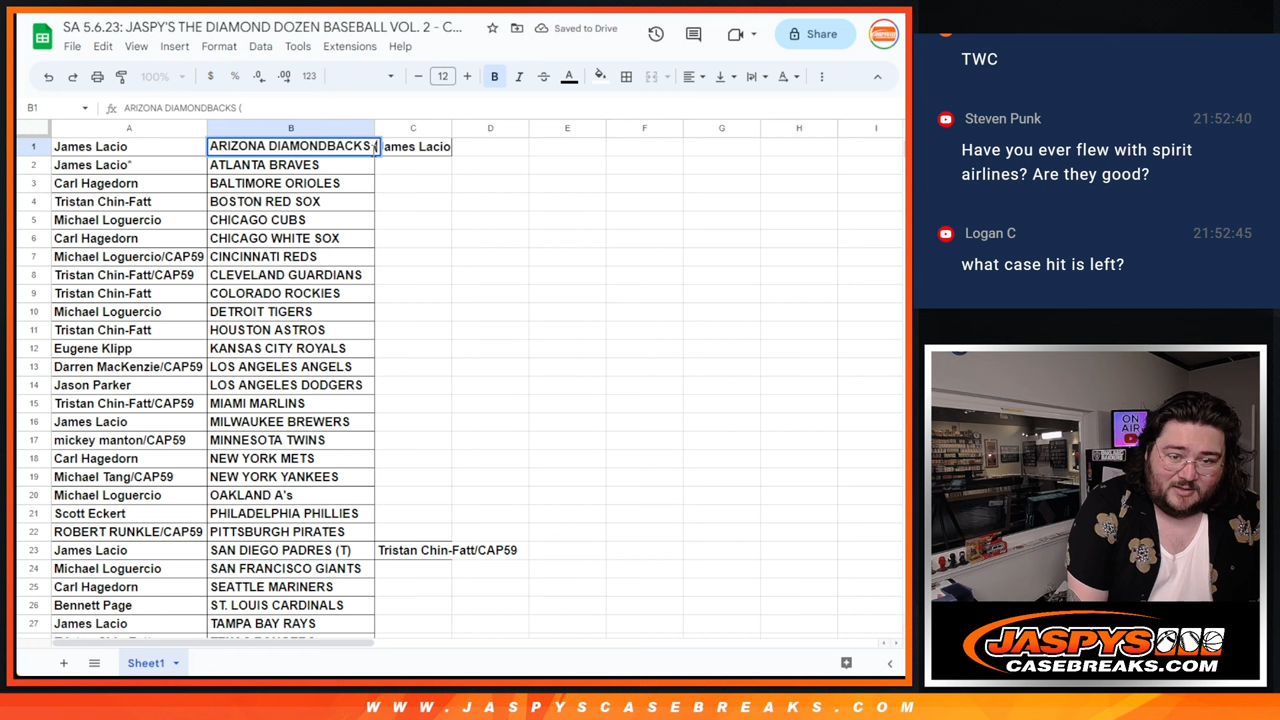 SA 5.6.23: JASPY'S THE DIAMOND DOZEN BASEBALL VOL. 2 - C...
Saved to Drive
Share
File Edit View Insert Format Data Tools Extensions Help
100% $ % .0 .00 123 12 B I A
B1 fx ARIZONA DIAMONDBACKS (
A B C D E F G H I
1 James Lacio ARIZONA DIAMONDBACKS ( James Lacio
2 James Lacio* ATLANTA BRAVES
3 Carl Hagedorn BALTIMORE ORIOLES
4 Tristan Chin-Fatt BOSTON RED SOX
5 Michael Loguercio CHICAGO CUBS
6 Carl Hagedorn CHICAGO WHITE SOX
7 Michael Loguercio/CAP59 CINCINNATI REDS
8 Tristan Chin-Fatt/CAP59 CLEVELAND GUARDIANS
9 Tristan Chin-Fatt COLORADO ROCKIES
10 Michael Loguercio DETROIT TIGERS
11 Tristan Chin-Fatt HOUSTON ASTROS
12 Eugene Klipp KANSAS CITY ROYALS
13 Darren MacKenzie/CAP59 LOS ANGELES ANGELS
14 Jason Parker LOS ANGELES DODGERS
15 Tristan Chin-Fatt/CAP59 MIAMI MARLINS
16 James Lacio MILWAUKEE BREWERS
17 mickey manton/CAP59 MINNESOTA TWINS
18 Carl Hagedorn NEW YORK METS
19 Michael Tang/CAP59 NEW YORK YANKEES
20 Michael Loguercio OAKLAND A's
21 Scott Eckert PHILADELPHIA PHILLIES
22 ROBERT RUNKLE/CAP59 PITTSBURGH PIRATES
23 James Lacio SAN DIEGO PADRES (T) Tristan Chin-Fatt/CAP59
24 Michael Loguercio SAN FRANCISCO GIANTS
25 Carl Hagedorn SEATTLE MARINERS
26 Bennett Page ST. LOUIS CARDINALS
27 James Lacio TAMPA BAY RAYS
Sheet1
TWC
Steven Punk 21:52:40
Have you ever flew with spirit
airlines? Are they good?
Logan C 21:52:45
what case hit is left?
ON
AIR
JASPYS
CASEBREAKS.COM
WWW.JASPYSCASEBREAKS.COM